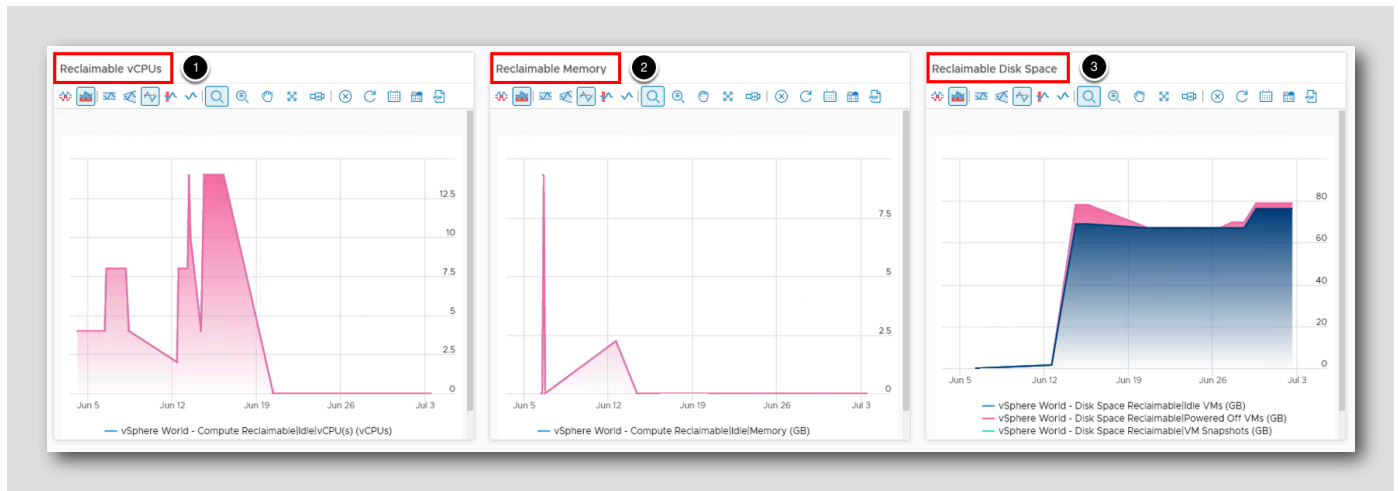 Reclaimable vCPUs
1
PDF
12.5
10
7.5
5
2.5
0
Jun 5 Jun 12 Jun 19 Jun 26 Jul 3
vSphere World - Compute Reclaimable|Idle|vCPU(s) (vCPUs)
Reclaimable Memory
2
PDF
7.5
5
2.5
0
Jun 5 Jun 12 Jun 19 Jun 26 Jul 3
vSphere World - Compute Reclaimable|Idle|Memory (GB)
Reclaimable Disk Space
3
PDF
80
60
40
20
0
Jun 5 Jun 12 Jun 19 Jun 26 Jul 3
vSphere World - Disk Space Reclaimable|Idle VMs (GB)
vSphere World - Disk Space Reclaimable|Powered Off VMs (GB)
vSphere World - Disk Space Reclaimable|VM Snapshots (GB)